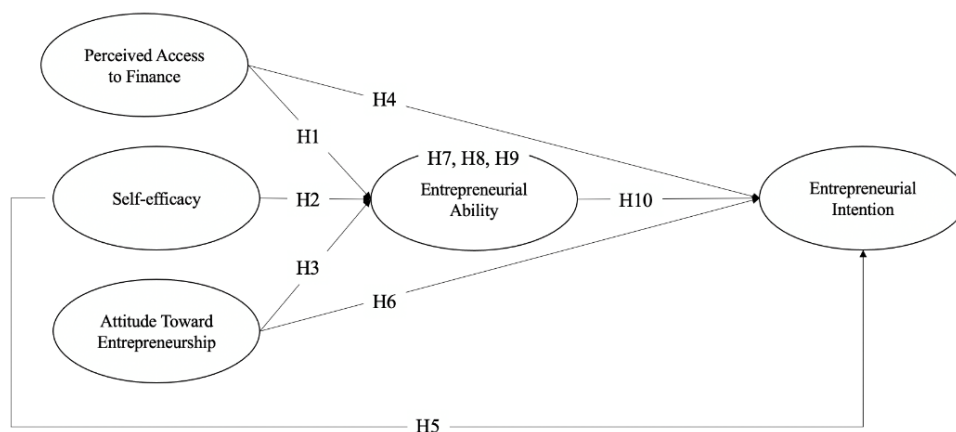 Perceived Access
to Finance
H4
H1
H7, H8, H9
Self-efficacy
H2
Entrepreneurial
Ability
H10
Entrepreneurial
Intention
H3
H6
Attitude Toward
Entrepreneurship
H5